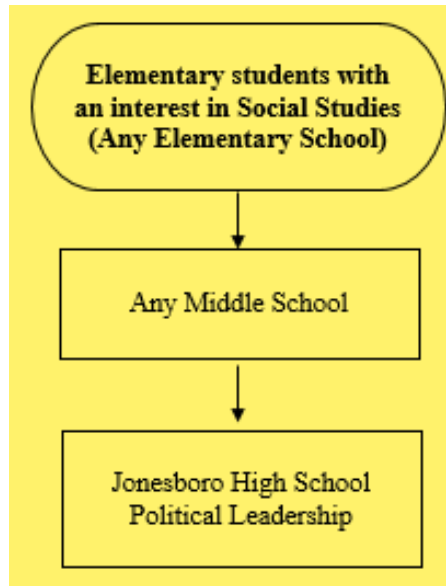 Elementary students with
an interest in Social Studies
(Any Elementary School)
Any Middle School
Jonesboro High School
Political Leadership